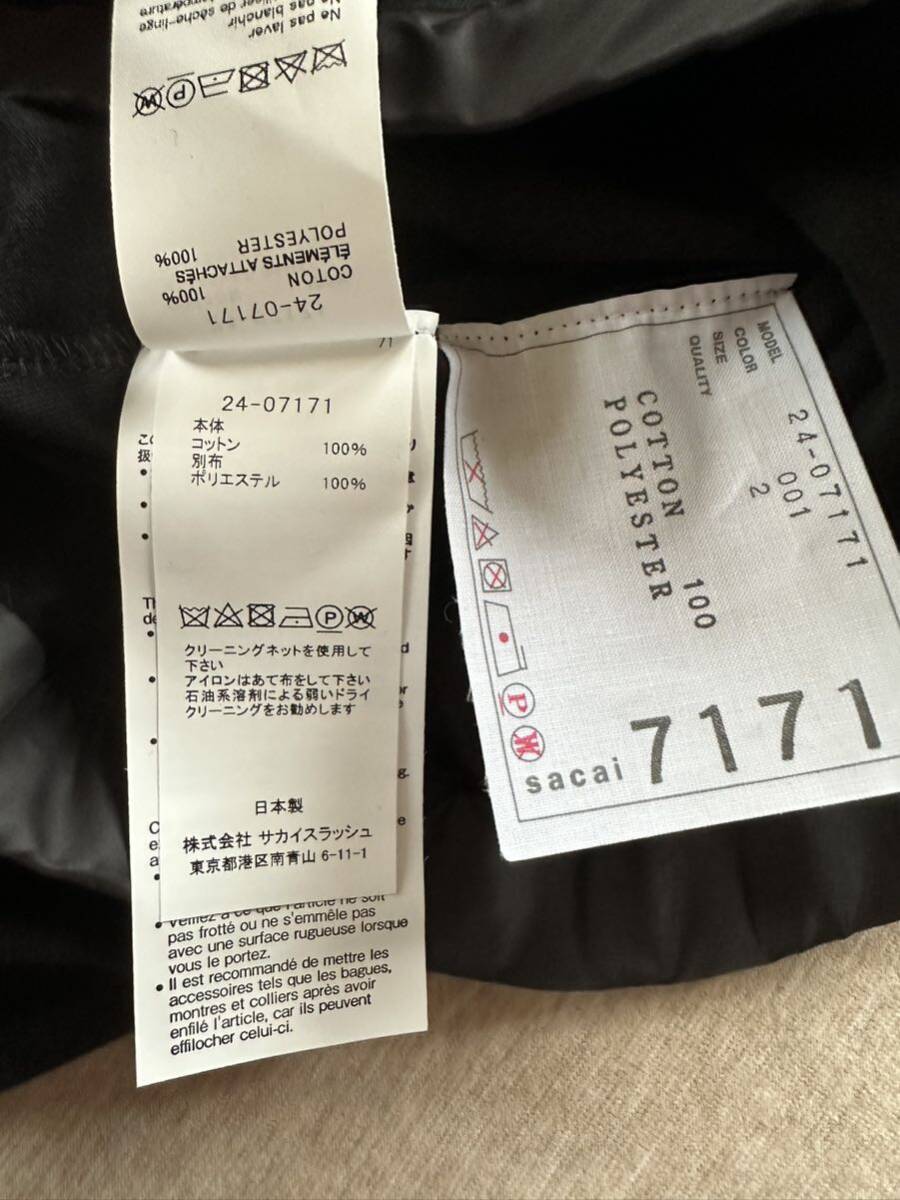 Ne pas laver
Ne pas blanchir
de sèche-linge
COTON 100%
ÉLÉMENTS ATTACHÉS
POLYESTER 100%
24-07171
71
24-07171
本体
コットン 100%
別布
ポリエステル 100%
クリーニングネットを使用して
下さい
アイロンはあて布をして下さい
石油系溶剤による弱いドライ
クリーニングをお勧めします
日本製
株式会社 サカイスラッシュ
東京都港区南青山 6-11-1
Veillez à ce que l'article ne soit
pas frotté ou ne s'emmêle pas
avec une surface rugueuse lorsque
vous le portez.
• Il est recommandé de mettre les
accessoires tels que les bagues,
montres et colliers après avoir
enfilé l'article, car ils peuvent
effilocher celui-ci.
MODEL 24-07171
COLOR 001
SIZE 2
QUALITY
COTTON 100
POLYESTER
sacai 7171